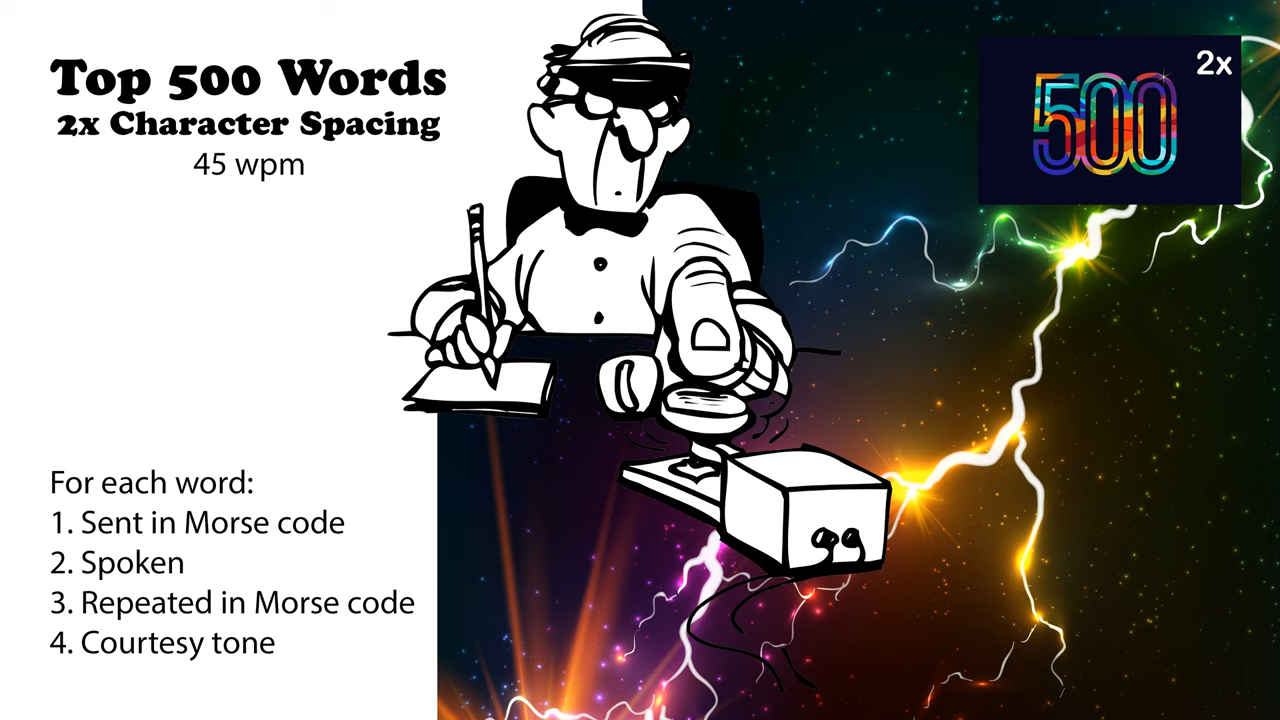 Top 500 Words
2x Character Spacing
45 wpm
2x
500
For each word:
1. Sent in Morse code
2. Spoken
3. Repeated in Morse code
4. Courtesy tone